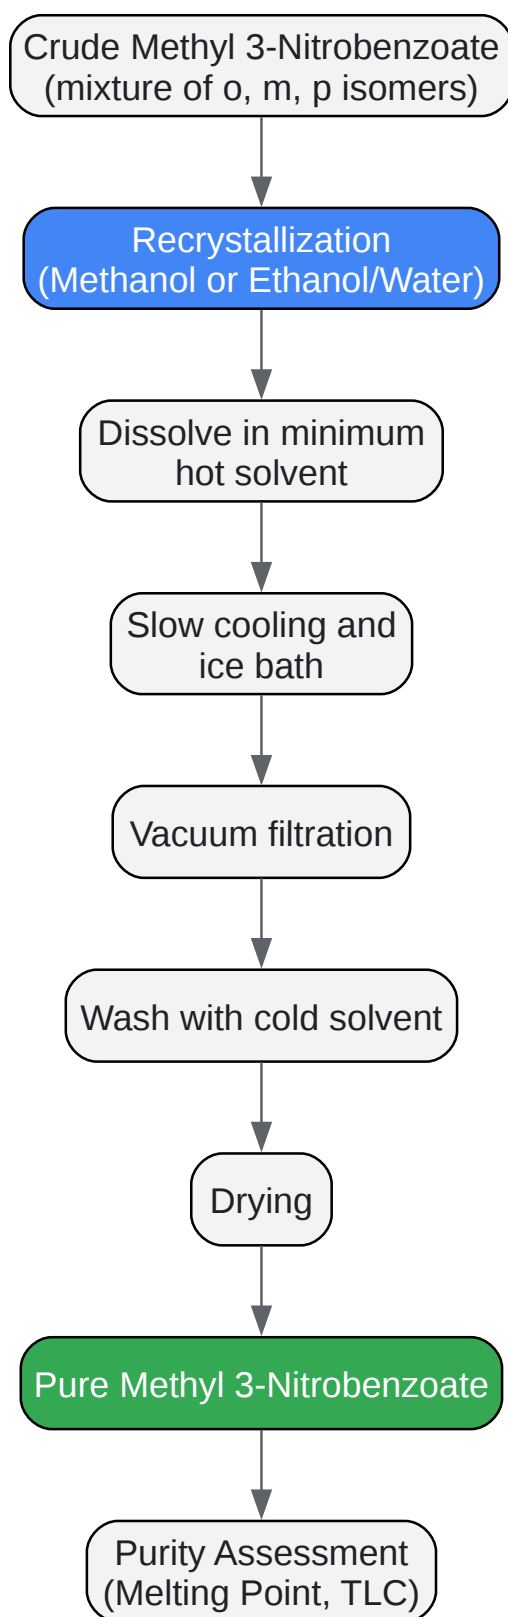 Crude Methyl 3-Nitrobenzoate
(mixture of o, m, p isomers)
Recrystallization
(Methanol or Ethanol/Water)
Dissolve in minimum
hot solvent
Slow cooling and
ice bath
Vacuum filtration
Wash with cold solvent
Drying
Pure Methyl 3-Nitrobenzoate
Purity Assessment
(Melting Point, TLC)